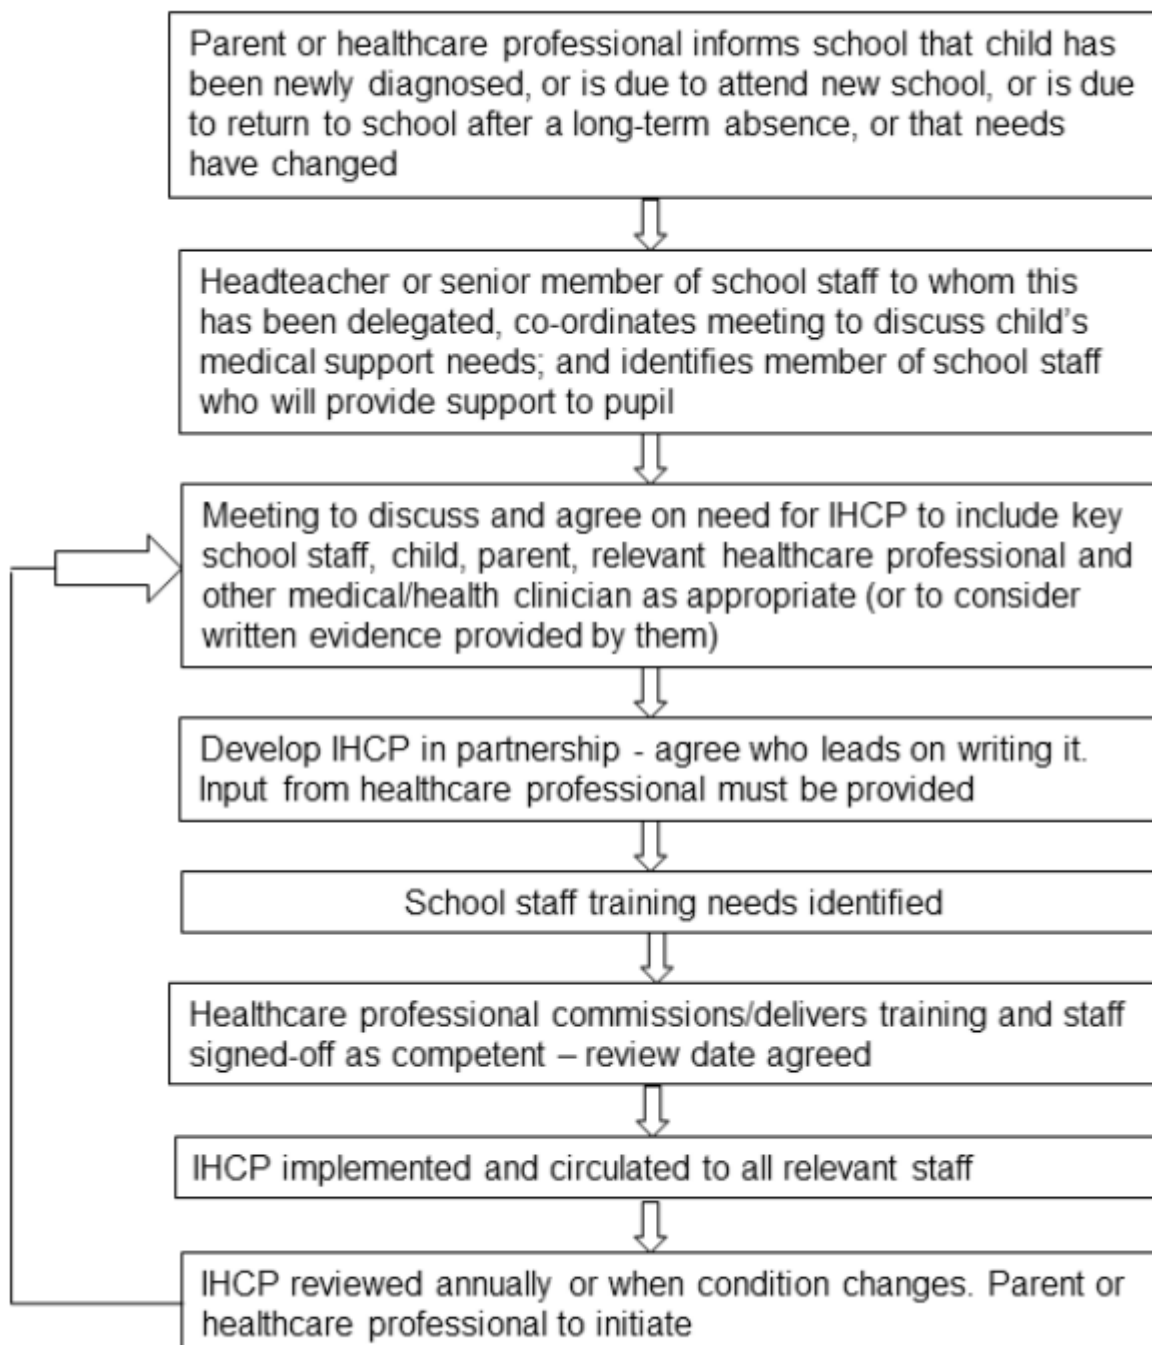 Parent or healthcare professional informs school that child has
been newly diagnosed, or is due to attend new school, or is due
to return to school after a long-term absence, or that needs
have changed
Headteacher or senior member of school staff to whom this
has been delegated, co-ordinates meeting to discuss child's
medical support needs; and identifies member of school staff
who will provide support to pupil
Meeting to discuss and agree on need for IHCP to include key
school staff, child, parent, relevant healthcare professional and
other medical/health clinician as appropriate (or to consider
written evidence provided by them)
Develop IHCP in partnership - agree who leads on writing it.
Input from healthcare professional must be provided
School staff training needs identified
Healthcare professional commissions/delivers training and staff
signed-off as competent – review date agreed
IHCP implemented and circulated to all relevant staff
IHCP reviewed annually or when condition changes. Parent or
healthcare professional to initiate